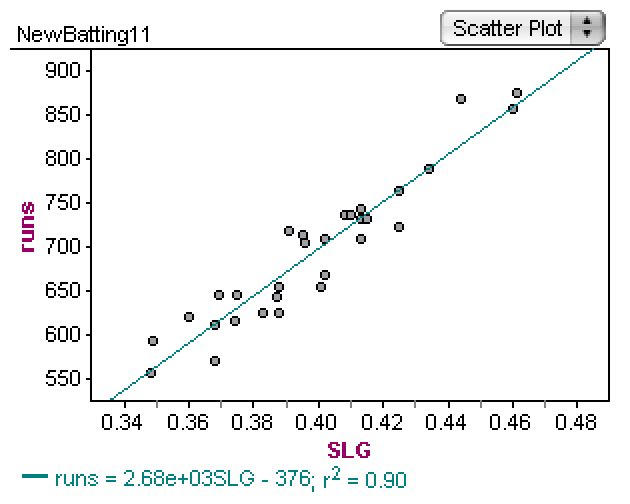 NewBatting11
Scatter Plot
900
850
800
750
700
650
600
550
runs
0.34 0.36 0.38 0.40 0.42 0.44 0.46 0.48
SLG
runs = 2.68e+03SLG - 376; r² = 0.90